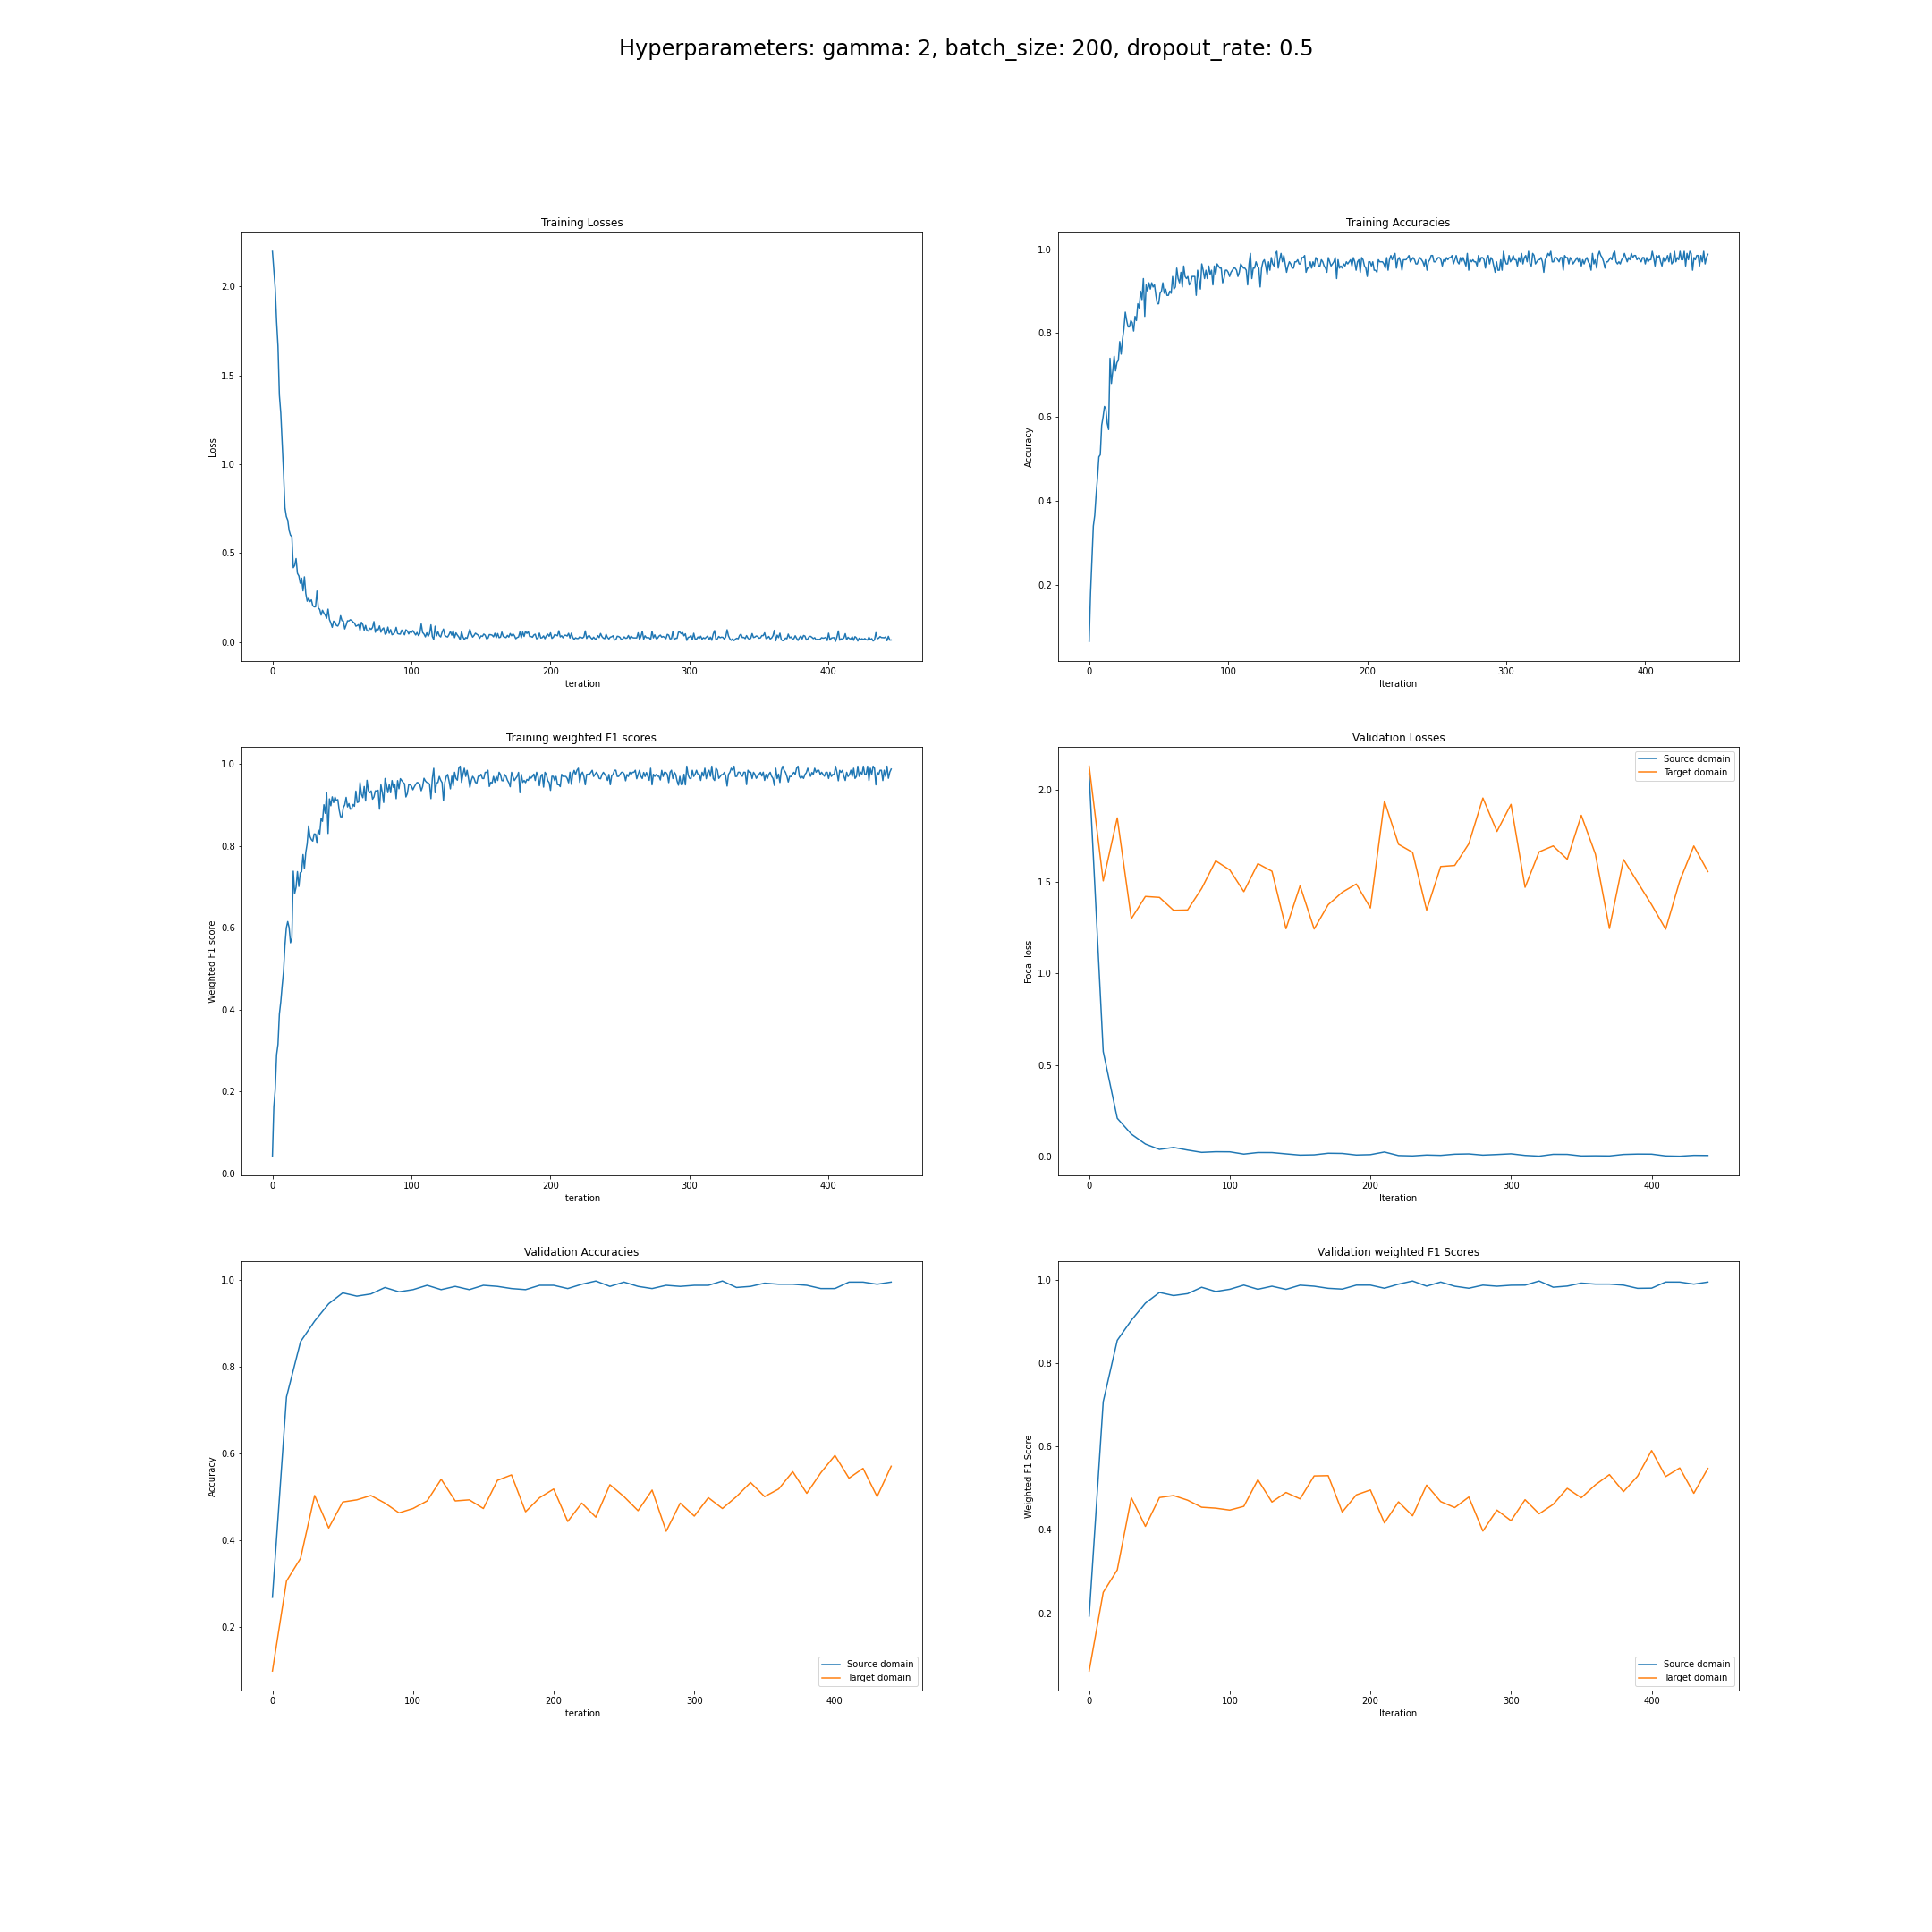 Hyperparameters: gamma: 2, batch_size: 200, dropout_rate: 0.5
Training Losses
Loss
2.0
1.5
1.0
0.5
0.0
0 100 200 300 400
Iteration
Training Accuracies
Accuracy
1.0
0.8
0.6
0.4
0.2
0 100 200 300 400
Iteration
Training weighted F1 scores
Weighted F1 score
1.0
0.8
0.6
0.4
0.2
0.0
0 100 200 300 400
Iteration
Validation Losses
Focal loss
2.0
1.5
1.0
0.5
0.0
Source domain
Target domain
0 100 200 300 400
Iteration
Validation Accuracies
Accuracy
1.0
0.8
0.6
0.4
0.2
Source domain
Target domain
0 100 200 300 400
Iteration
Validation weighted F1 Scores
Weighted F1 Score
1.0
0.8
0.6
0.4
0.2
Source domain
Target domain
0 100 200 300 400
Iteration